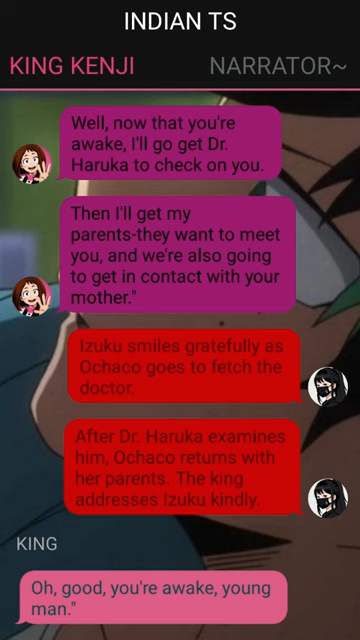 INDIAN TS
KING KENJI
NARRATOR~
Well, now that you're
awake, I'll go get Dr.
Haruka to check on you.
Then I'll get my
parents-they want to meet
you, and we're also going
to get in contact with your
mother."
Izuku smiles gratefully as
Ochaco goes to fetch the
doctor.
After Dr. Haruka examines
him, Ochaco returns with
her parents. The king
addresses Izuku kindly.
KING
Oh, good, you're awake, young
man."